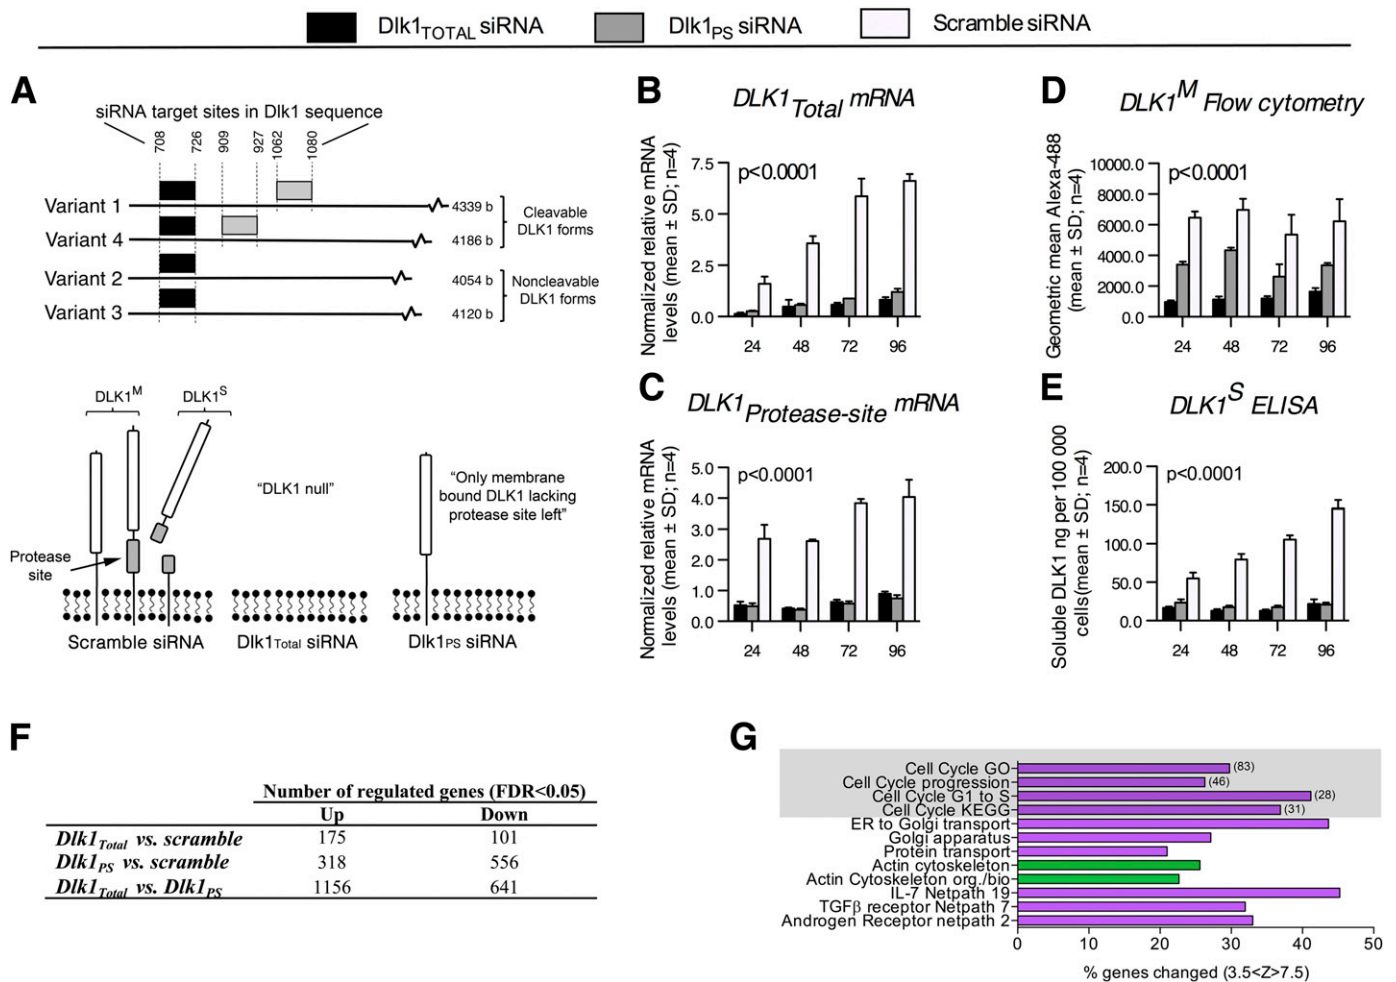 Dlk1TOTAL siRNA
Dlk1PS siRNA
Scramble siRNA
A
siRNA target sites in Dlk1 sequence
708
726
909
927
1062
1080
Variant 1
4339 b
Variant 4
4186 b
Cleavable
DLK1 forms
Variant 2
4054 b
Variant 3
4120 b
Noncleavable
DLK1 forms
DLK1M
DLK1S
Protease
site
"DLK1 null"
"Only membrane
bound DLK1 lacking
protease site left"
Scramble siRNA
Dlk1Total siRNA
Dlk1PS siRNA
B
DLK1Total mRNA
Normalized relative mRNA
levels (mean ± SD; n=4)
p<0.0001
7.5
5.0
2.5
0.0
24 48 72 96
C
DLK1Protease-site mRNA
Normalized relative mRNA
levels (mean ± SD; n=4)
p<0.0001
5.0
4.0
3.0
2.0
1.0
0.0
24 48 72 96
D
DLK1M Flow cytometry
Geometric mean Alexa-488
(mean ± SD; n=4)
p<0.0001
10000.0
8000.0
6000.0
4000.0
2000.0
0.0
24 48 72 96
E
DLK1S ELISA
Soluble DLK1 ng per 100 000
cells(mean ± SD; n=4)
p<0.0001
200.0
150.0
100.0
50.0
0.0
24 48 72 96
F
Number of regulated genes (FDR<0.05)
Up Down
Dlk1Total vs. scramble 175 101
Dlk1PS vs. scramble 318 556
Dlk1Total vs. Dlk1PS 1156 641
G
Cell Cycle GO (83)
Cell Cycle progression (46)
Cell Cycle G1 to S (28)
Cell Cycle KEGG (31)
ER to Golgi transport
Golgi apparatus
Protein transport
Actin cytoskeleton
Actin Cytoskeleton org./bio
IL-7 Netpath 19
TGFβ receptor Netpath 7
Androgen Receptor netpath 2
0 10 20 30 40 50
% genes changed (3.5<Z>7.5)